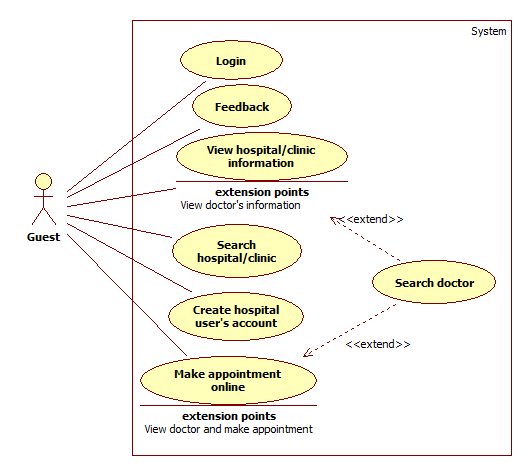 System
Login
Feedback
View hospital/clinic
information
extension points
View doctor's information
<<extend>>
Guest
Search
hospital/clinic
Search doctor
Create hospital
user's account
<<extend>>
Make appointment
online
extension points
View doctor and make appointment